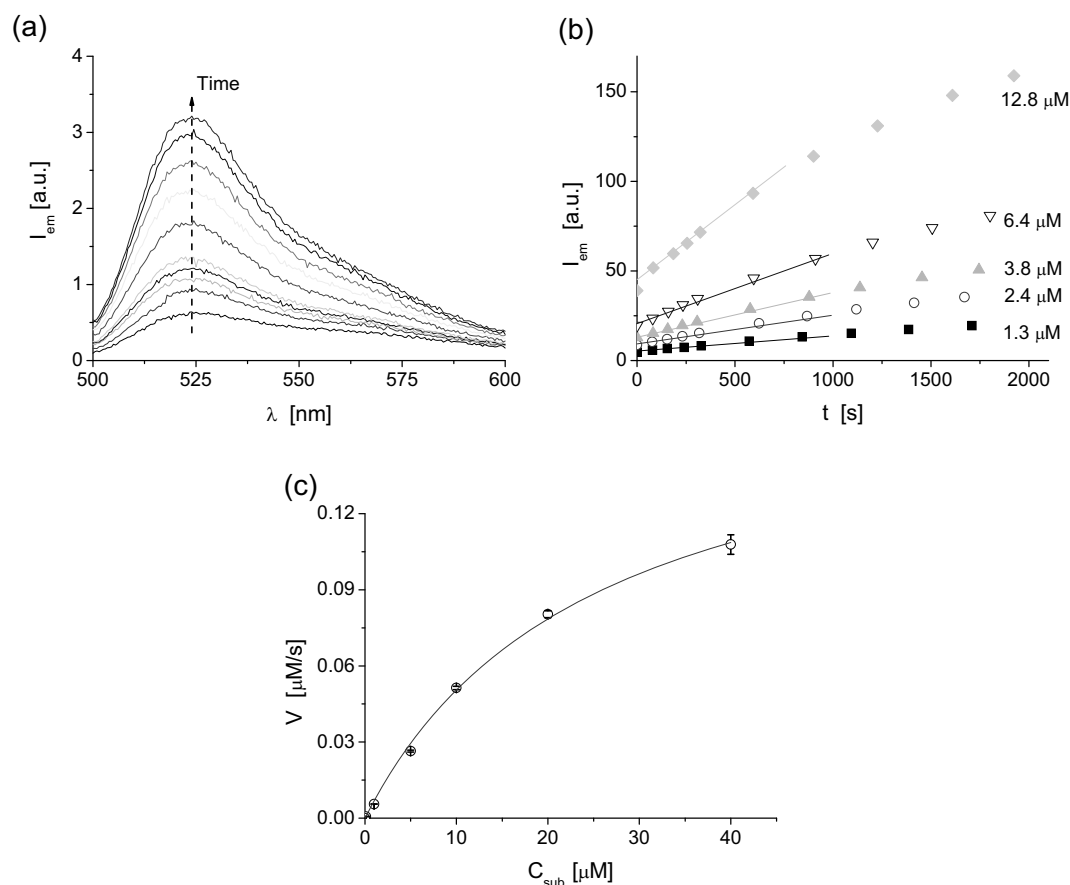 (a)
4
3
2
1
0
I_em [a.u.]
Time
500 525 550 575 600
λ [nm]
(b)
150
100
50
0
I_em [a.u.]
12.8 μM
6.4 μM
3.8 μM
2.4 μM
1.3 μM
0 500 1000 1500 2000
t [s]
(c)
0.12
0.09
0.06
0.03
0.00
V [μM/s]
0 10 20 30 40
C_sub [μM]